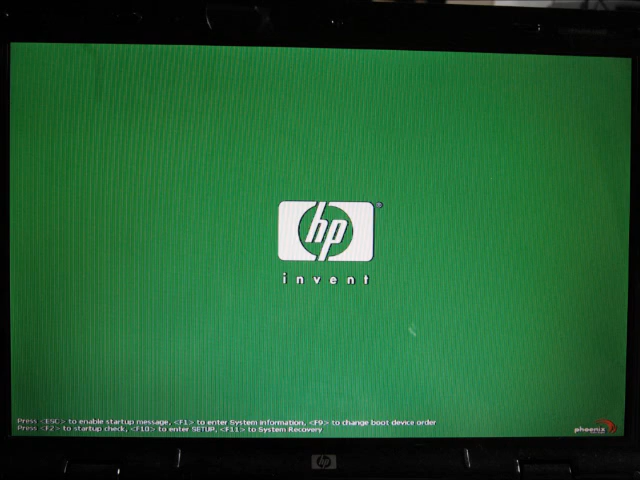 hp
®
invent
Press <ESC> to enable startup message, <F1> to enter System information, <F9> to change boot device order
Press <F2> to startup check, <F10> to enter SETUP, <F11> to System Recovery
phoenix
hp